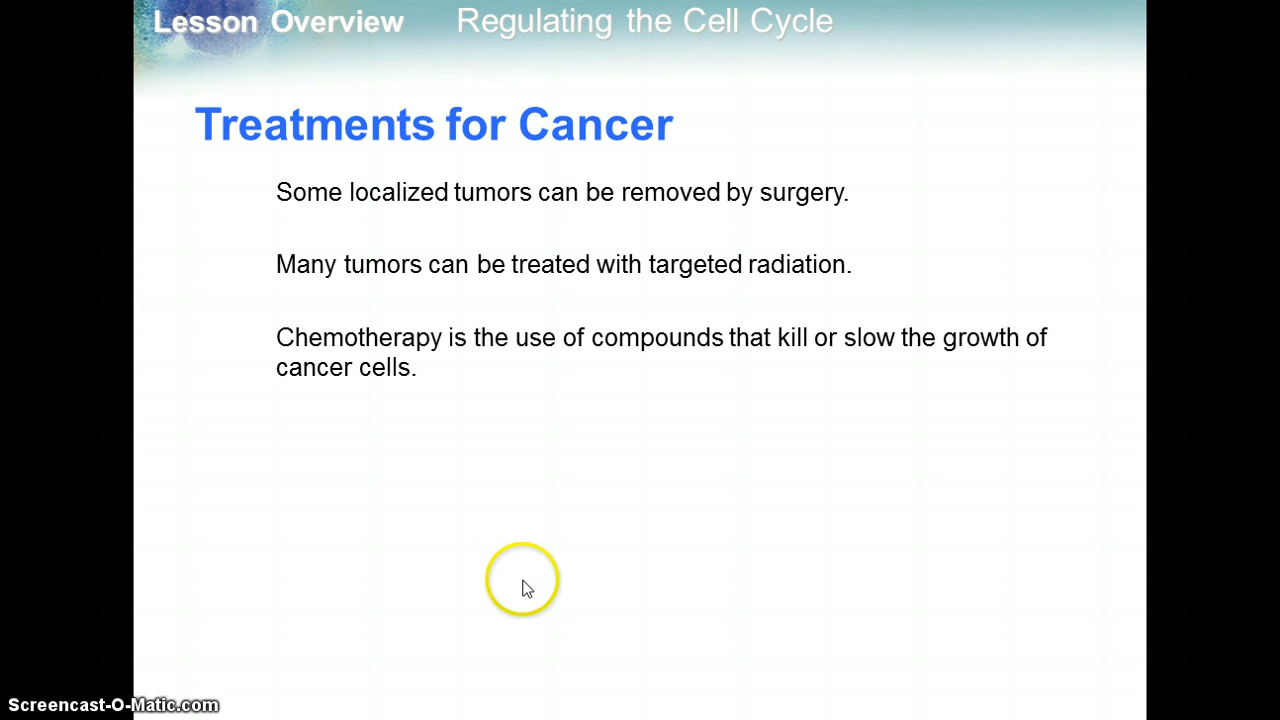 Lesson Overview Regulating the Cell Cycle
Treatments for Cancer
Some localized tumors can be removed by surgery.
Many tumors can be treated with targeted radiation.
Chemotherapy is the use of compounds that kill or slow the growth of
cancer cells.
Screencast-O-Matic.com